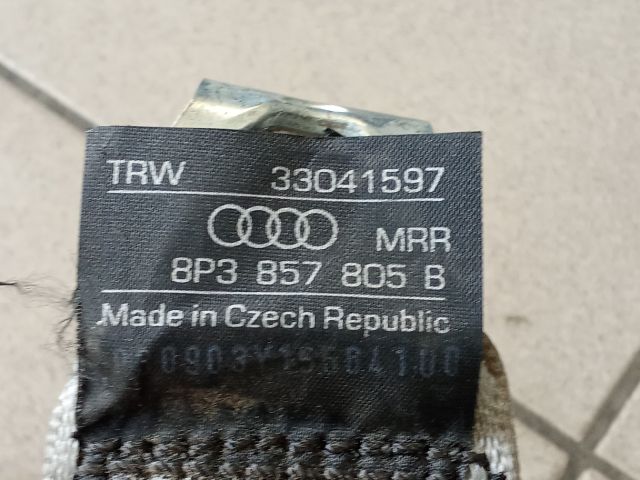 TRW 33041597
MRR
8P3 857 805 B
Made in Czech Republic